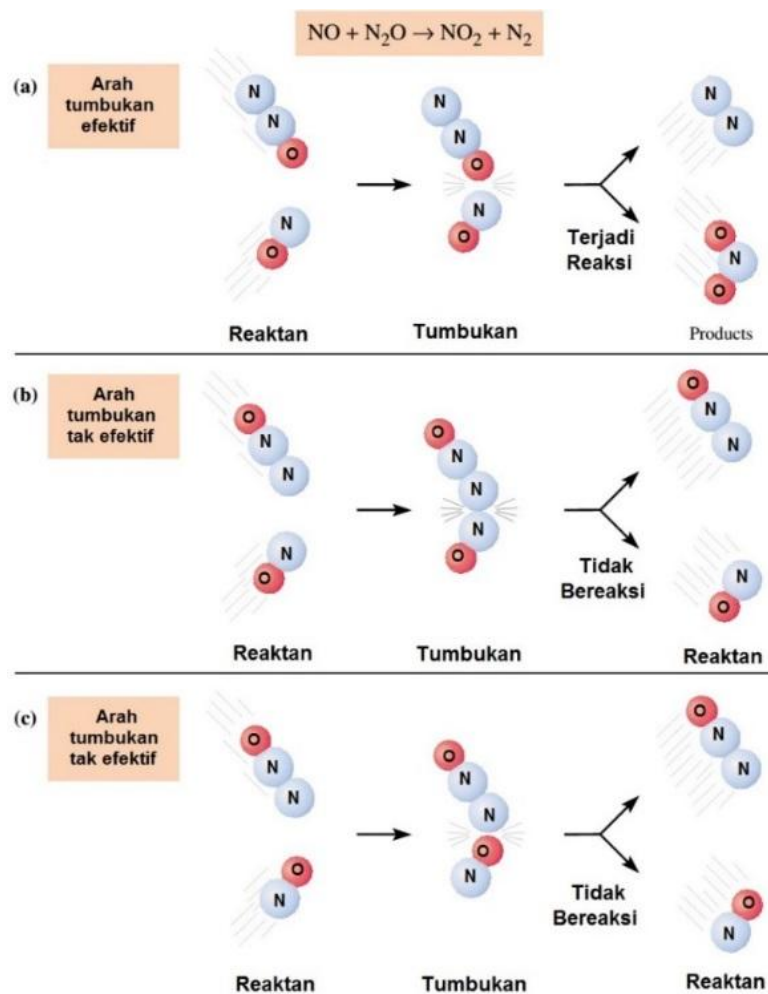 NO + N₂O → NO₂ + N₂
(a)
Arah
tumbukan
efektif
N
N
O
N
O
N
N
O
N
O
N
N
O
N
O
Terjadi
Reaksi
Reaktan
Tumbukan
Products
(b)
Arah
tumbukan
tak efektif
O
N
N
N
O
O
N
N
N
O
O
N
N
N
O
Tidak
Bereaksi
Reaktan
Tumbukan
Reaktan
(c)
Arah
tumbukan
tak efektif
O
N
N
O
N
O
N
N
O
N
O
N
N
O
N
Tidak
Bereaksi
Reaktan
Tumbukan
Reaktan